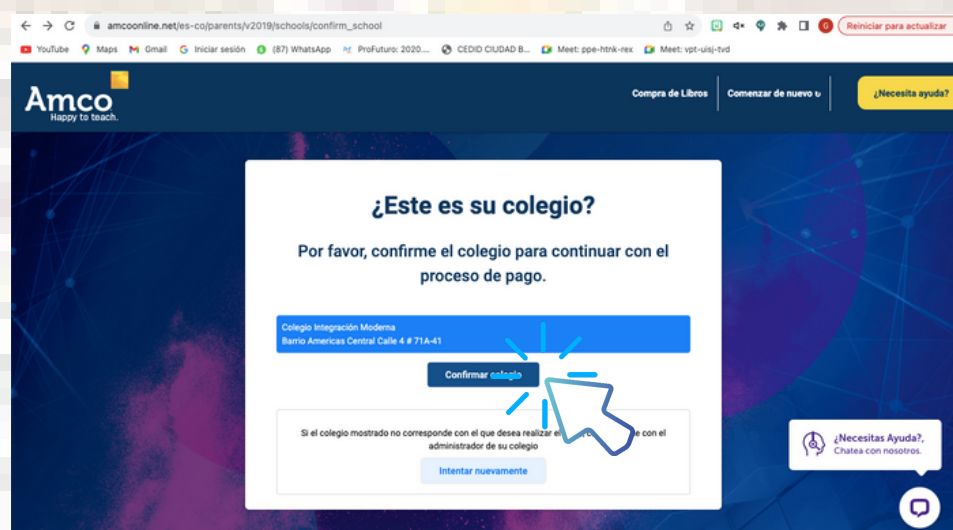 amcoonline.net/es-co/parents/v2019/schools/confirm_school
G
Reiniciar para actualizar
YouTube Maps Gmail Iniciar sesión (87) WhatsApp ProFuturo: 2020.... CEDID CIUDAD B... Meet: ppe-htnk-rex Meet: vpt-uisj-tvd
Amco
Happy to teach.
Compra de Libros
Comenzar de nuevo
¿Necesita ayuda?
¿Este es su colegio?
Por favor, confirme el colegio para continuar con el
proceso de pago.
Colegio Integración Moderna
Barrio Americas Central Calle 4 # 71A-41
Confirmar colegio
Si el colegio mostrado no corresponde con el que desea realizar el con el
administrador de su colegio
Intentar nuevamente
¿Necesitas Ayuda?,
Chatea con nosotros.